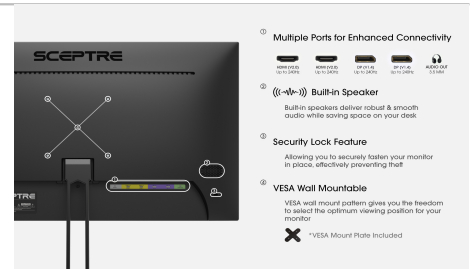 SCEPTRE
PTRE
① Multiple Ports for Enhanced Connectivity
HDMI (V2.0) HDMI (V2.0) DP (V1.4) DP (V1.4) AUDIO OUT
Up to 240Hz Up to 240Hz Up to 240Hz Up to 240Hz 3.5 MM
② Built-in Speaker
Built-in speakers deliver robust & smooth
audio while saving space on your desk
③ Security Lock Feature
Allowing you to securely fasten your monitor
in place, effectively preventing theft
④ VESA Wall Mountable
VESA wall mount pattern gives you the freedom
to select the optimum viewing position for your
monitor
*VESA Mount Plate Included